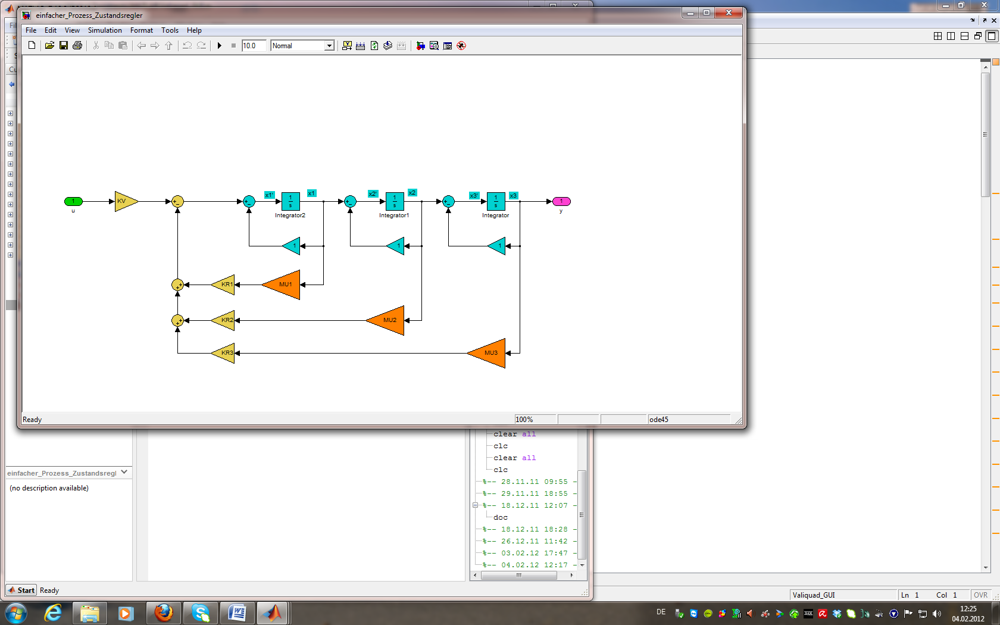 einfacher_Prozess_Zustandsregler
File Edit View Simulation Format Tools Help
10.0 Normal
Cu
u
1
KV
x1'
1
s
x1
Integrator2
x2'
1
s
x2
Integrator1
x3'
1
s
x3
Integrator
1
y
1
1
1
KR1
MU1
KR2
MU2
KR3
MU3
Ready 100% ode45
clear all
clc
clear all
clc
%-- 28.11.11 09:55 -
%-- 29.11.11 18:55 -
%-- 18.12.11 12:07 -
doc
%-- 18.12.11 18:28 -
%-- 26.12.11 11:42 -
%-- 03.02.12 17:47 -
%-- 04.02.12 12:17 -
einfacher_Prozess_Zustandsregl
(no description available)
Start Ready
Valiquad_GUI Ln 1 Col 1 OVR
DE
12:25
04.02.2012